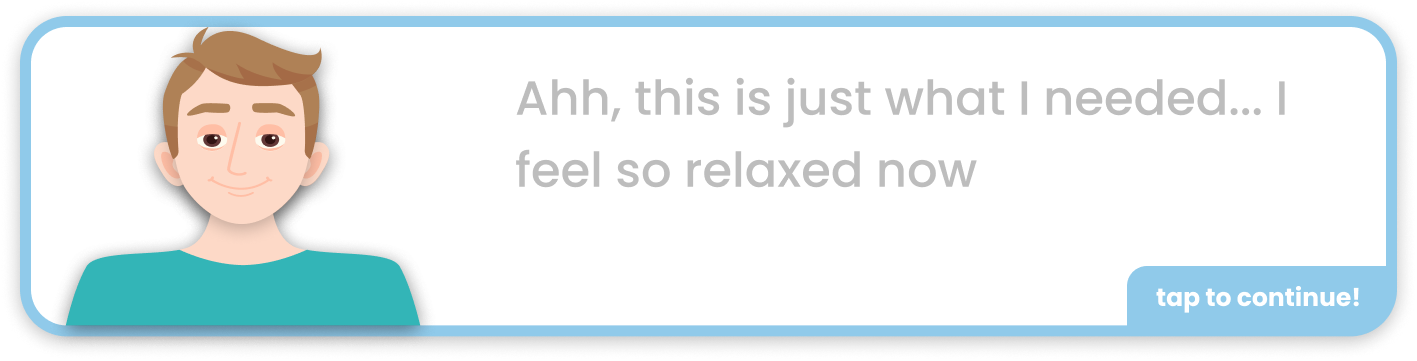 Ahh, this is just what I needed... I
feel so relaxed now
tap to continue!